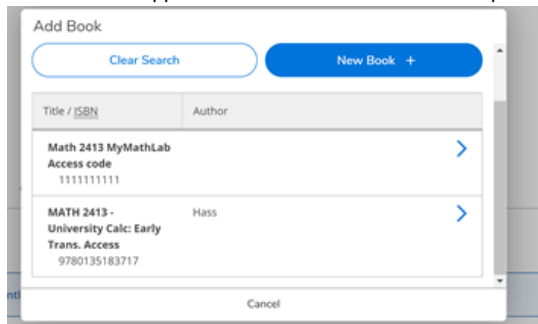 Add Book
Clear Search
New Book +
Title / ISBN
Author
Math 2413 MyMathLab
Access code
1111111111
MATH 2413 -
Hass
University Calc: Early
Trans. Access
9780135183717
Cancel